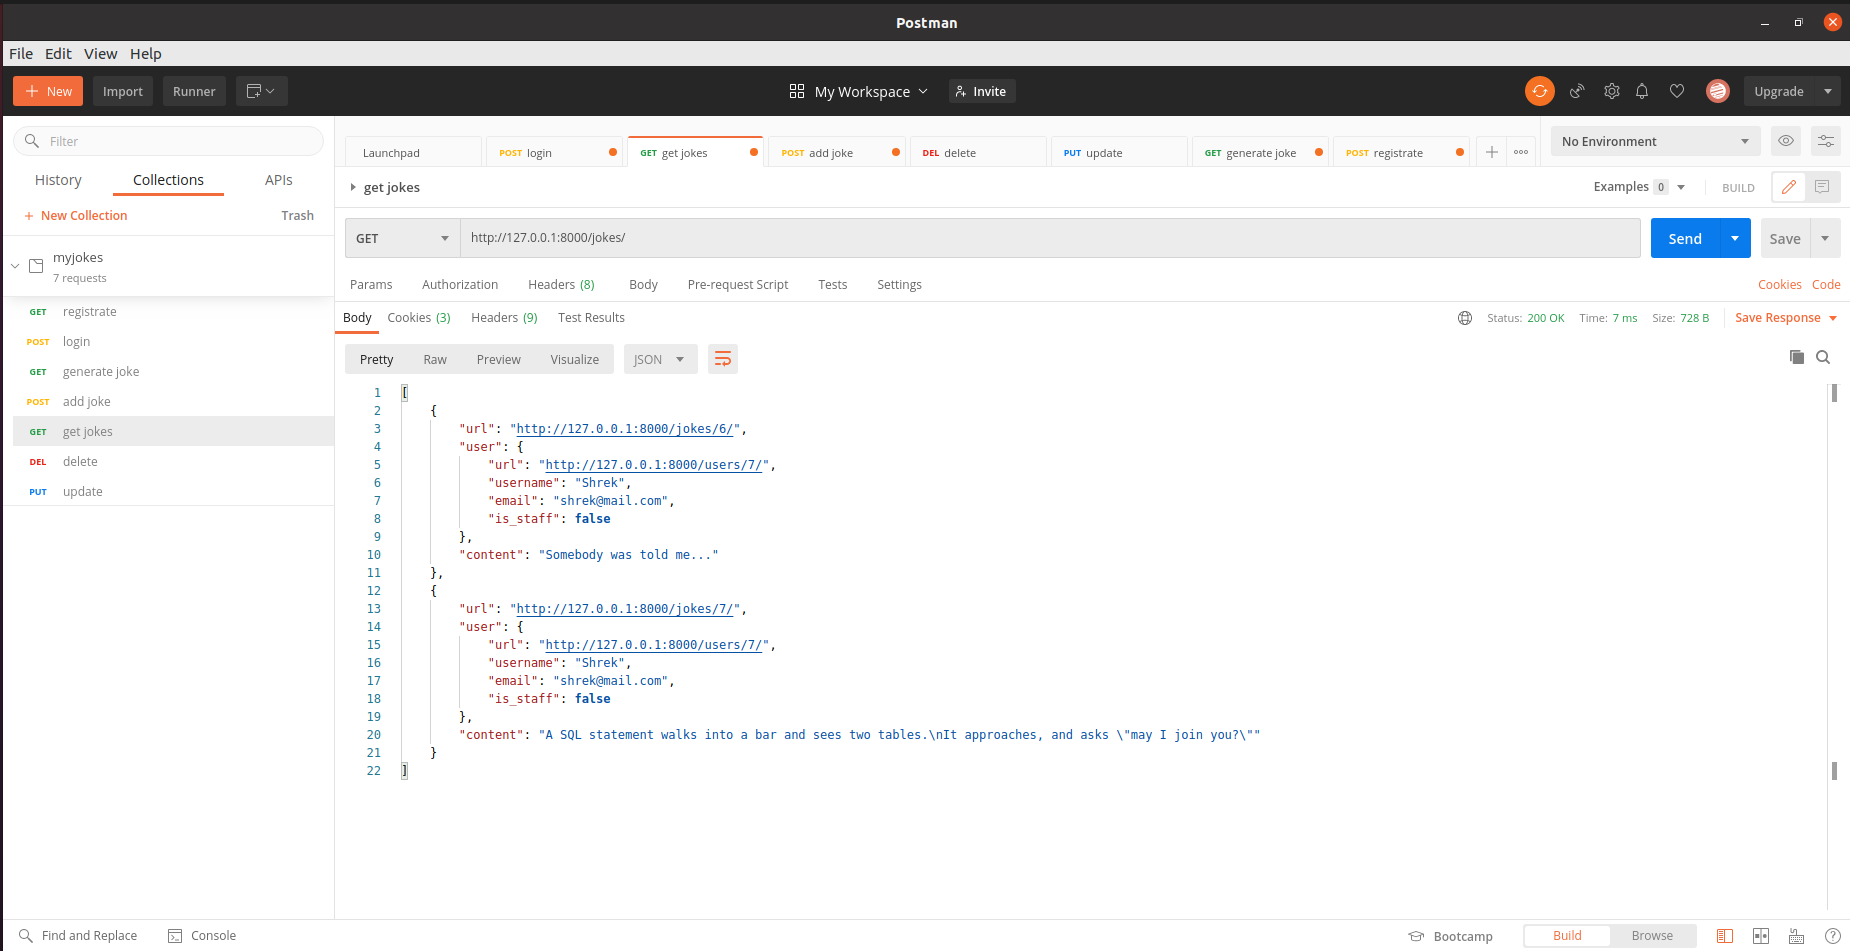 Postman
File Edit View Help
+ New Import Runner My Workspace Invite Upgrade
Filter
History Collections APIs
+ New Collection Trash
myjokes
7 requests
GET registrate
POST login
GET generate joke
POST add joke
GET get jokes
DEL delete
PUT update
Launchpad POST login GET get jokes POST add joke DEL delete PUT update GET generate joke POST registrate + ooo
No Environment
get jokes Examples 0 BUILD
GET http://127.0.0.1:8000/jokes/ Send Save
Params Authorization Headers (8) Body Pre-request Script Tests Settings Cookies Code
Body Cookies (3) Headers (9) Test Results Status: 200 OK Time: 7 ms Size: 728 B Save Response
Pretty Raw Preview Visualize JSON
1 [
2 {
3 "url": "http://127.0.0.1:8000/jokes/6/",
4 "user": {
5 "url": "http://127.0.0.1:8000/users/7/",
6 "username": "Shrek",
7 "email": "shrek@mail.com",
8 "is_staff": false
9 },
10 "content": "Somebody was told me..."
11 },
12 {
13 "url": "http://127.0.0.1:8000/jokes/7/",
14 "user": {
15 "url": "http://127.0.0.1:8000/users/7/",
16 "username": "Shrek",
17 "email": "shrek@mail.com",
18 "is_staff": false
19 },
20 "content": "A SQL statement walks into a bar and sees two tables.\nIt approaches, and asks \"may I join you?\""
21 }
22 ]
Find and Replace Console Bootcamp Build Browse ?